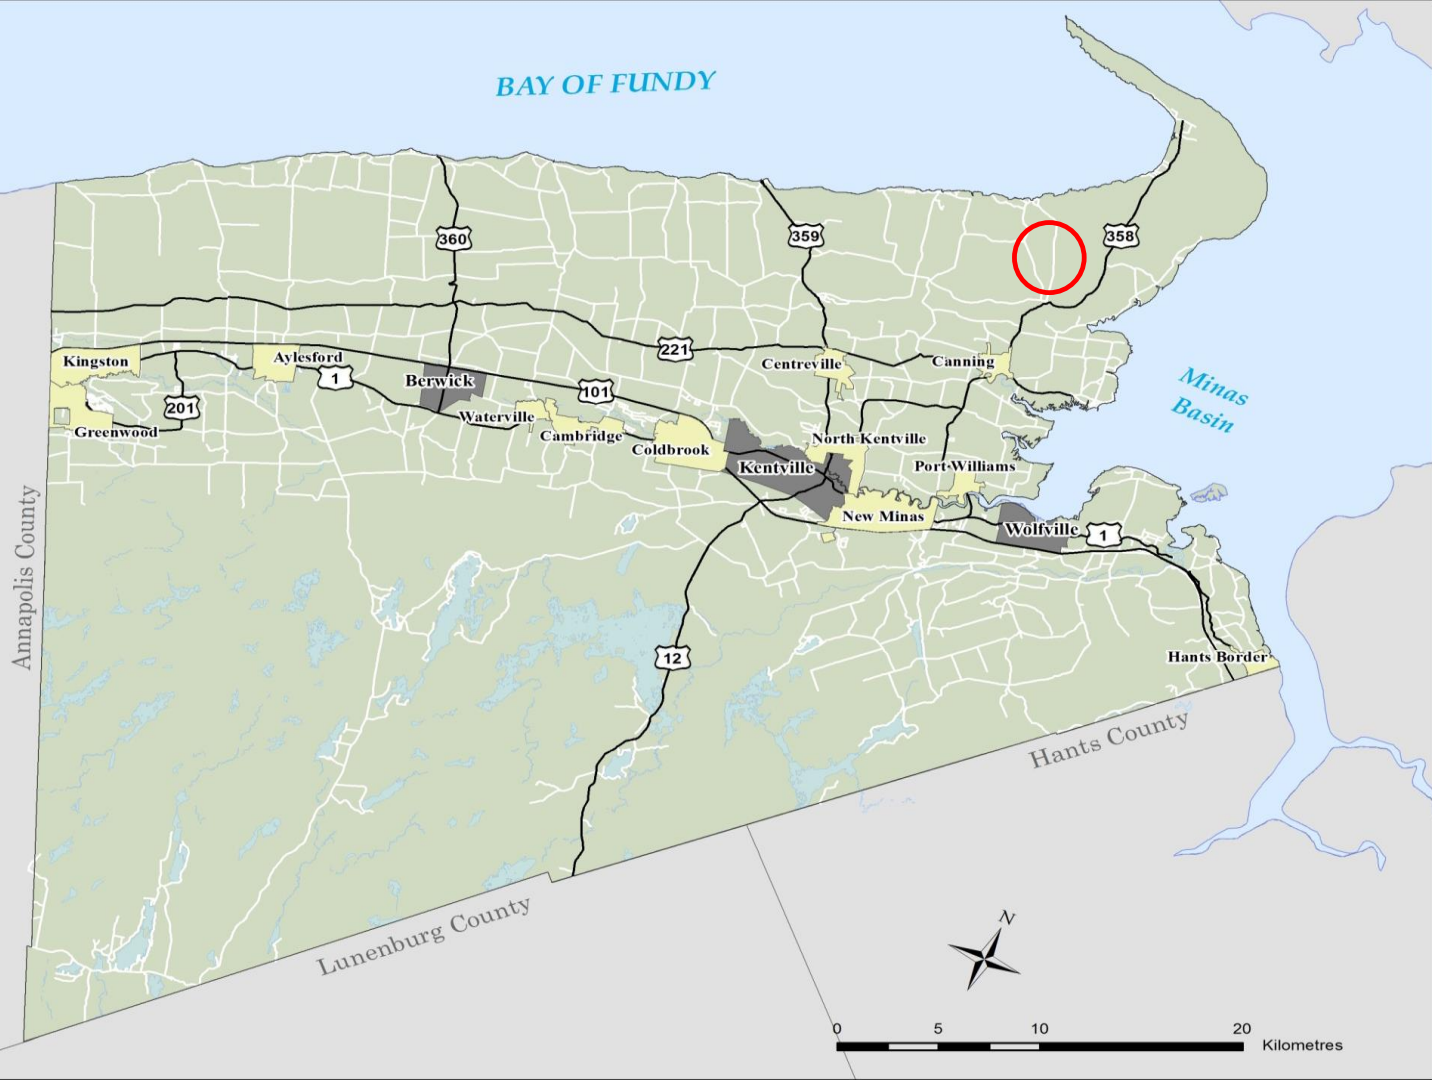 BAY OF FUNDY
360
359
358
221
Kingston
Aylesford
1
Berwick
101
Centreville
Canning
Minas
Basin
201
Greenwood
Waterville
Cambridge
Coldbrook
North Kentville
Kentville
Port Williams
New Minas
Wolfville
1
Annapolis County
12
Hants Border
Hants County
Lunenburg County
N
0 5 10 20
Kilometres